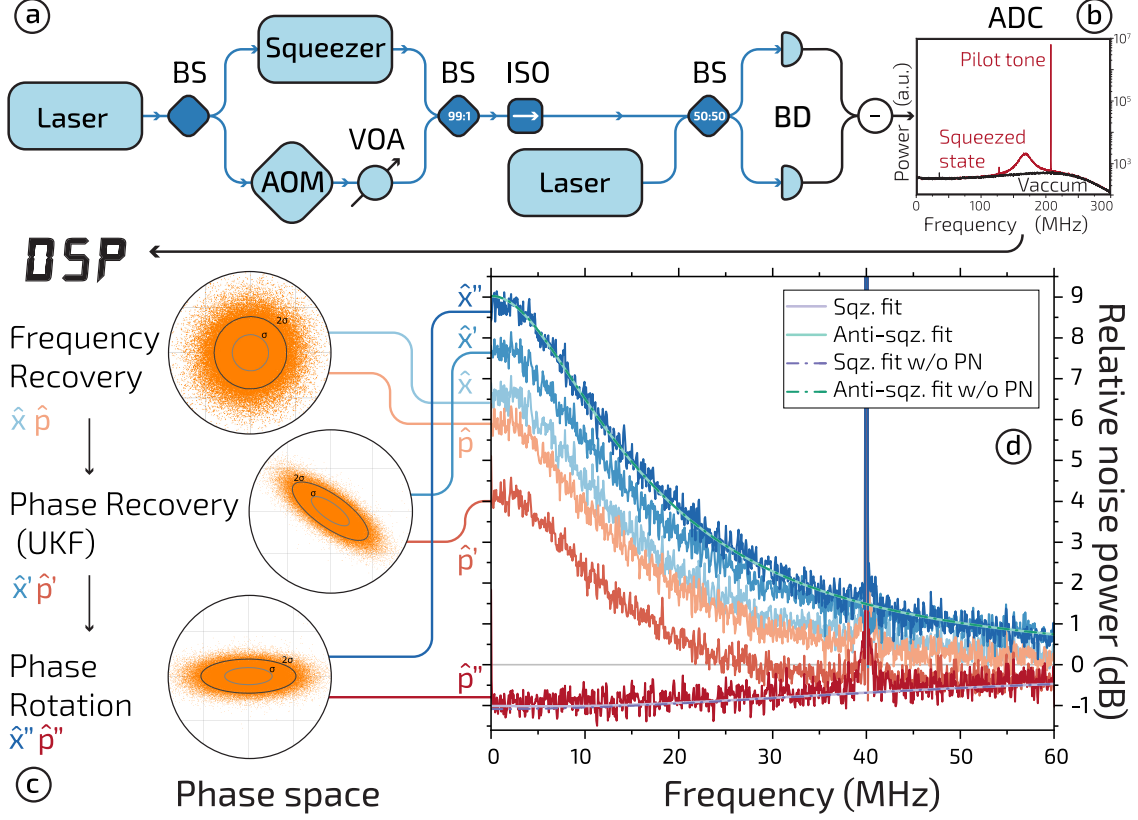 a
Laser
BS
Squeezer
AOM
VOA
BS
99:1
ISO
Laser
BS
50:50
BD
−
ADC
b
Pilot tone
Squeezed
state
Vaccum
Power (a.u.)
10⁷
10⁵
10³
0
100
200
300
Frequency (MHz)
DSP
Frequency
Recovery
x̂ p̂
Phase Recovery
(UKF)
x̂' p̂'
Phase
Rotation
x̂" p̂"
c
2σ
σ
2σ
σ
2σ
σ
Phase space
x̂"
x̂'
x̂
p̂
p̂'
p̂"
Sqz. fit
Anti-sqz. fit
Sqz. fit w/o PN
Anti-sqz. fit w/o PN
d
9
8
7
6
5
4
3
2
1
0
-1
Relative noise power (dB)
0
10
20
30
40
50
60
Frequency (MHz)